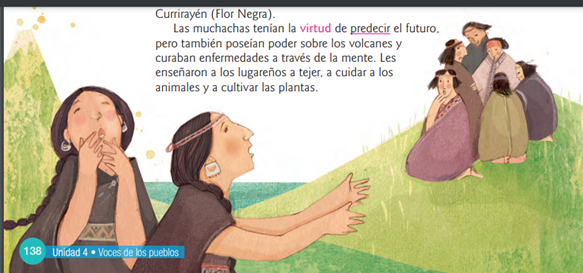 Currirayén (Flor Negra).
Las muchachas tenían la virtud de predecir el futuro,
pero también poseían poder sobre los volcanes y
curaban enfermedades a través de la mente. Les
enseñaron a los lugareños a tejer, a cuidar a los
animales y a cultivar las plantas.
138 Unidad 4 • Voces de los pueblos